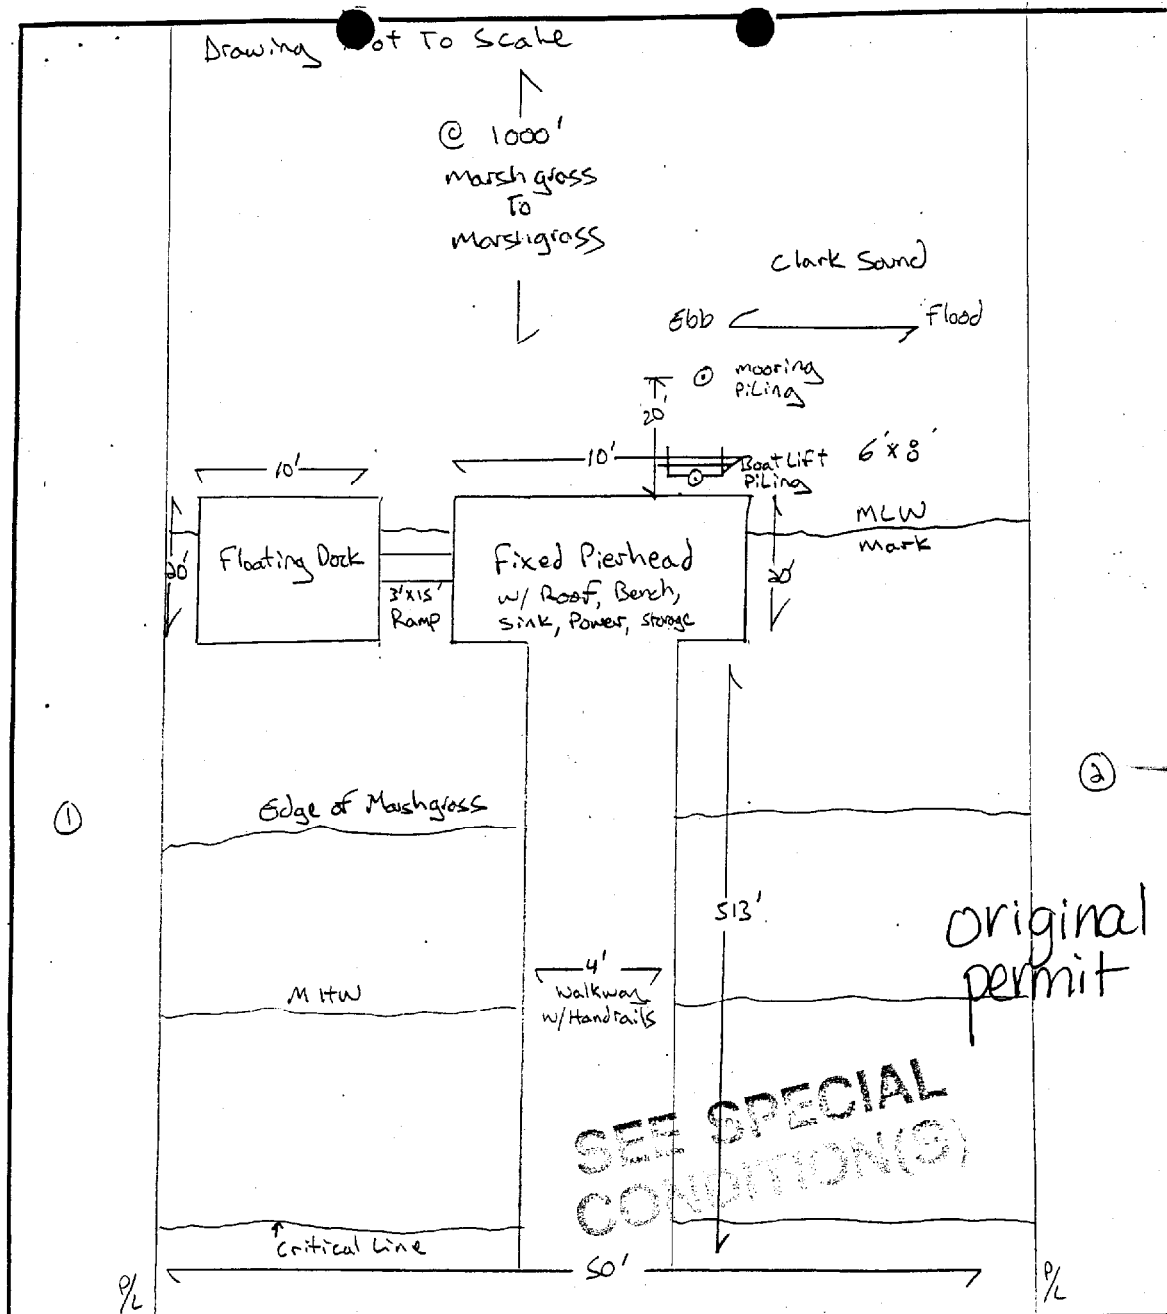 Drawing Not To Scale
@ 1000'
Marshgrass
To
Marshgrass
Clark Sound
Ebb
Flood
mooring
PiLing
20'
10'
10'
Boat Lift 6'x8'
PiLing
MLW
Mark
20'
Floating Dock
3'x15'
Ramp
Fixed Pierhead
w/ Roof, Bench,
sink, Power, storage
20'
Edge of Marshgrass
1
2
513'
original
permit
4'
Walkway
w/Handrails
MHW
SEE SPECIAL
CONDITION(S)
Critical Line
50'
P/L
P/L